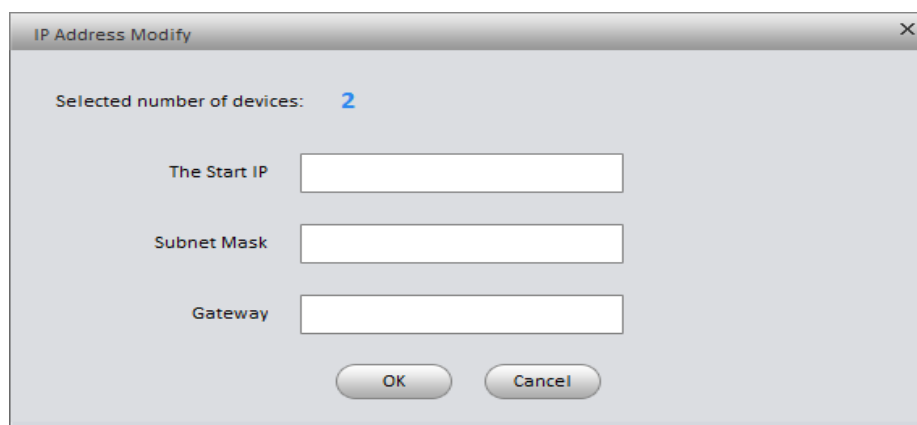 IP Address Modify
Selected number of devices: 2
The Start IP
Subnet Mask
Gateway
OK Cancel